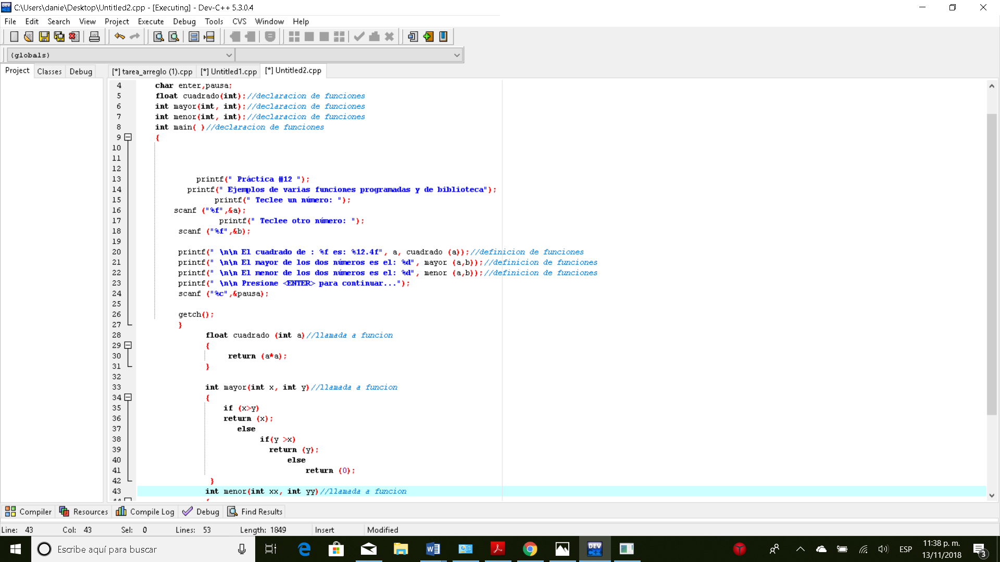 C:\Users\danie\Desktop\Untitled2.cpp - [Executing] - Dev-C++ 5.3.0.4
File Edit Search View Project Execute Debug Tools CVS Window Help
(globals)
Project Classes Debug [*] tarea_arreglo (1).cpp [*] Untitled1.cpp [*] Untitled2.cpp
4 char enter,pausa;
5 float cuadrado(int);//declaracion de funciones
6 int mayor(int, int);//declaracion de funciones
7 int menor(int, int);//declaracion de funciones
8 int main( )//declaracion de funciones
9 {
10
11
12
13 printf(" Práctica #12 ");
14 printf(" Ejemplos de varias funciones programadas y de biblioteca");
15 printf(" Teclee un número: ");
16 scanf ("%f",&a);
17 printf(" Teclee otro número: ");
18 scanf ("%f",&b);
19
20 printf(" \n\n El cuadrado de : %f es: %12.4f", a, cuadrado (a));//definicion de funciones
21 printf(" \n\n El mayor de los dos números es el: %d", mayor (a,b));//definicion de funciones
22 printf(" \n\n El menor de los dos números es el: %d", menor (a,b));//definicion de funciones
23 printf(" \n\n Presione <ENTER> para continuar...");
24 scanf ("%c",&pausa);
25
26 getch();
27 }
28 float cuadrado (int a)//llamada a funcion
29 {
30 return (a*a);
31 }
32
33 int mayor(int x, int y)//llamada a funcion
34 {
35 if (x>y)
36 return (x);
37 else
38 if(y >x)
39 return (y);
40 else
41 return (0);
42 }
43 int menor(int xx, int yy)//llamada a funcion
Compiler Resources Compile Log Debug Find Results
Line: 43 Col: 43 Sel: 0 Lines: 53 Length: 1849 Insert Modified
Escribe aquí para buscar
ESP
11:38 p. m.
13/11/2018
3